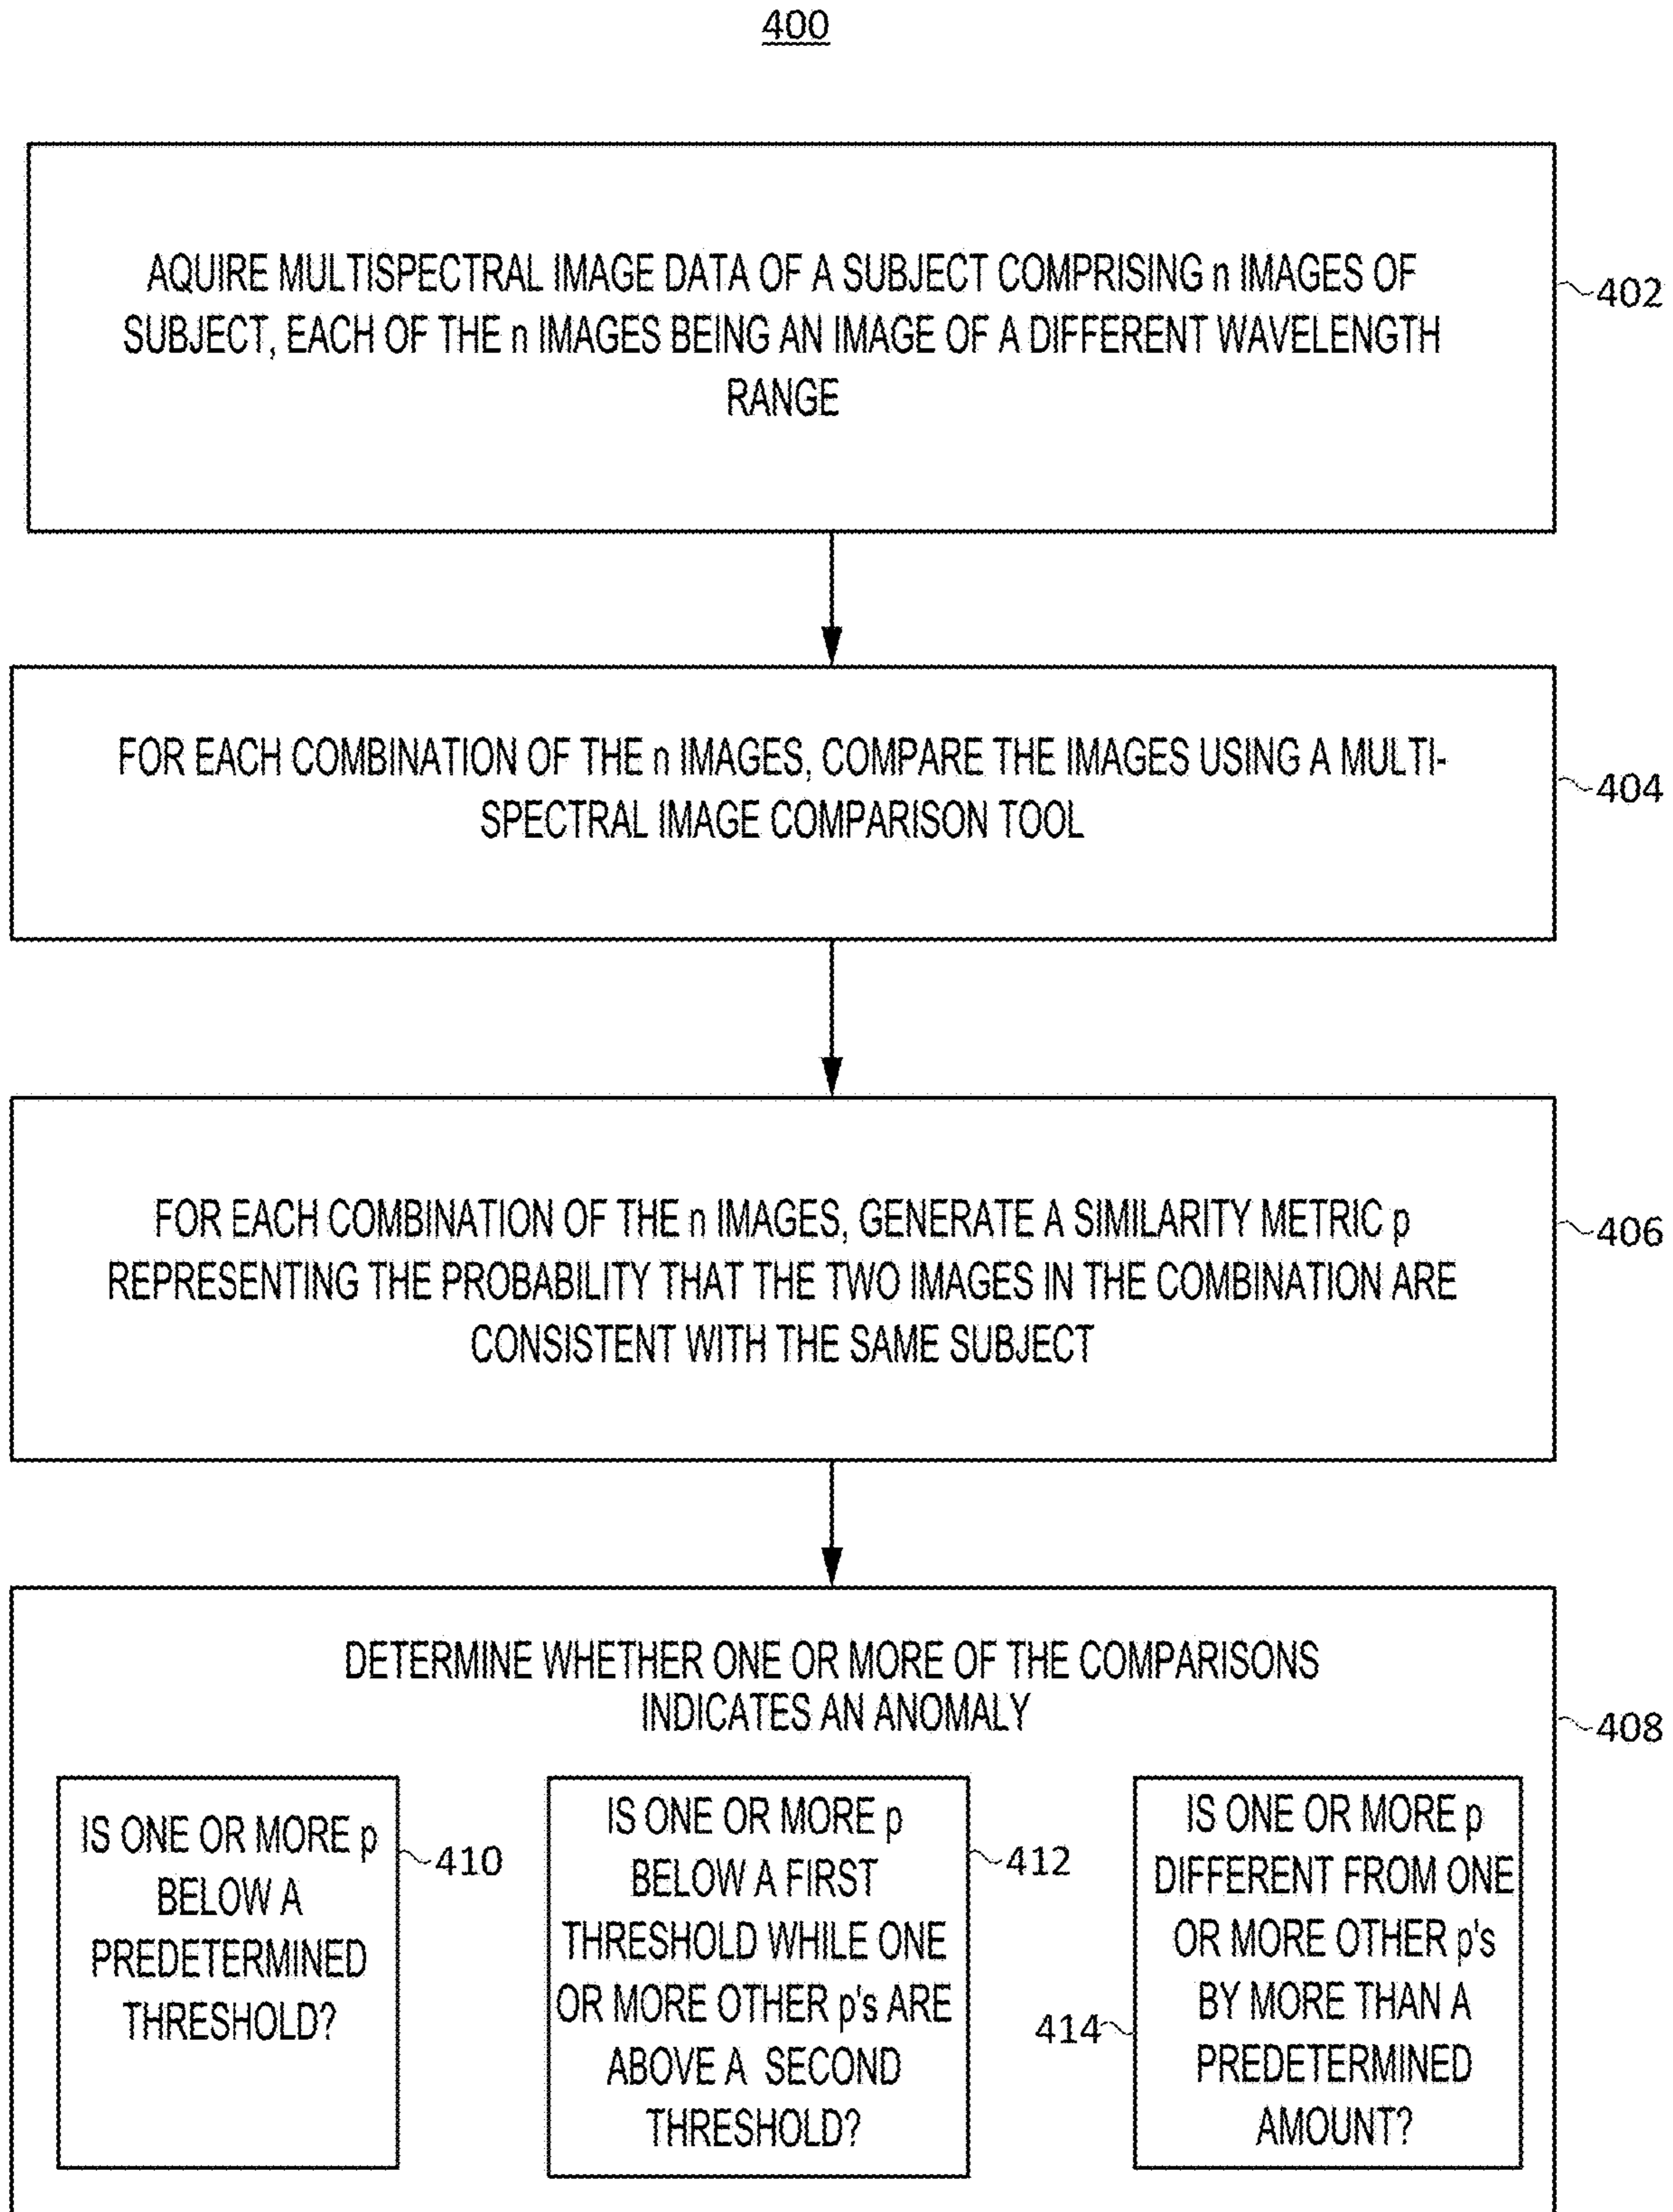 400
AQUIRE MULTISPECTRAL IMAGE DATA OF A SUBJECT COMPRISING n IMAGES OF
SUBJECT, EACH OF THE n IMAGES BEING AN IMAGE OF A DIFFERENT WAVELENGTH
RANGE
402
FOR EACH COMBINATION OF THE n IMAGES, COMPARE THE IMAGES USING A MULTI-
SPECTRAL IMAGE COMPARISON TOOL
404
FOR EACH COMBINATION OF THE n IMAGES, GENERATE A SIMILARITY METRIC p
REPRESENTING THE PROBABILITY THAT THE TWO IMAGES IN THE COMBINATION ARE
CONSISTENT WITH THE SAME SUBJECT
406
DETERMINE WHETHER ONE OR MORE OF THE COMPARISONS
INDICATES AN ANOMALY
408
IS ONE OR MORE p
BELOW A
PREDETERMINED
THRESHOLD?
410
IS ONE OR MORE p
BELOW A FIRST
THRESHOLD WHILE ONE
OR MORE OTHER p's ARE
ABOVE A SECOND
THRESHOLD?
412
IS ONE OR MORE p
DIFFERENT FROM ONE
OR MORE OTHER p's
BY MORE THAN A
PREDETERMINED
AMOUNT?
414